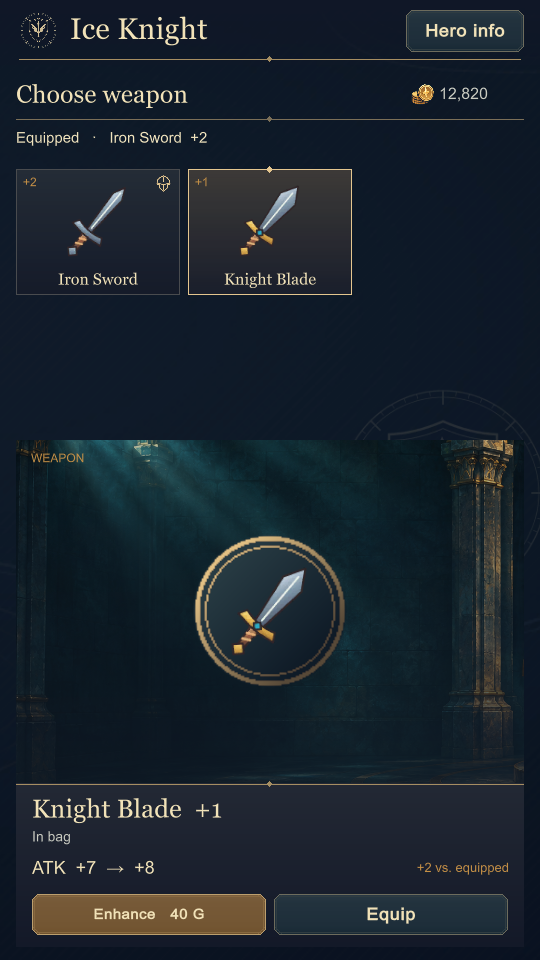 Ice Knight
Hero info
Choose weapon
12,820
Equipped · Iron Sword +2
+2
+1
Iron Sword
Knight Blade
WEAPON
Knight Blade +1
In bag
ATK +7 → +8
+2 vs. equipped
Enhance 40 G
Equip